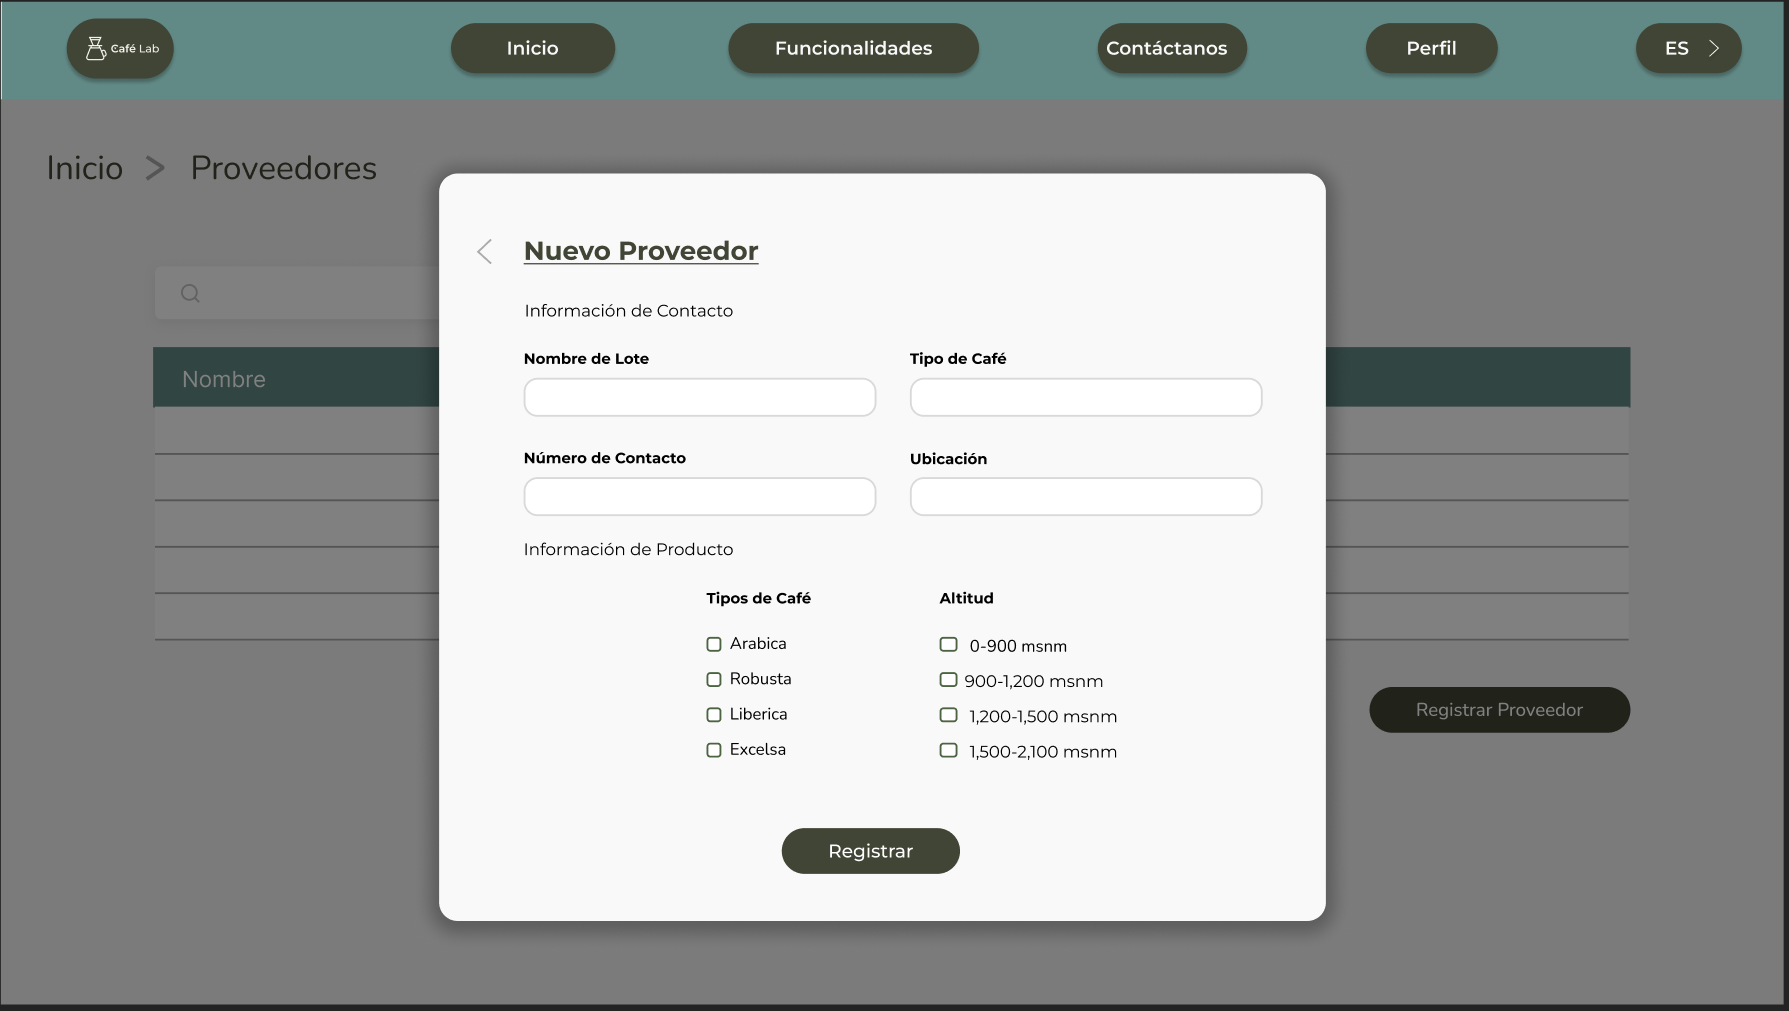 Café Lab
Inicio
Funcionalidades
Contáctanos
Perfil
ES
Inicio > Proveedores
Nombre
Nuevo Proveedor
Información de Contacto
Nombre de Lote
Tipo de Café
Número de Contacto
Ubicación
Información de Producto
Tipos de Café
Altitud
Arabica
0-900 msnm
Robusta
900-1,200 msnm
Liberica
1,200-1,500 msnm
Excelsa
1,500-2,100 msnm
Registrar Proveedor
Registrar